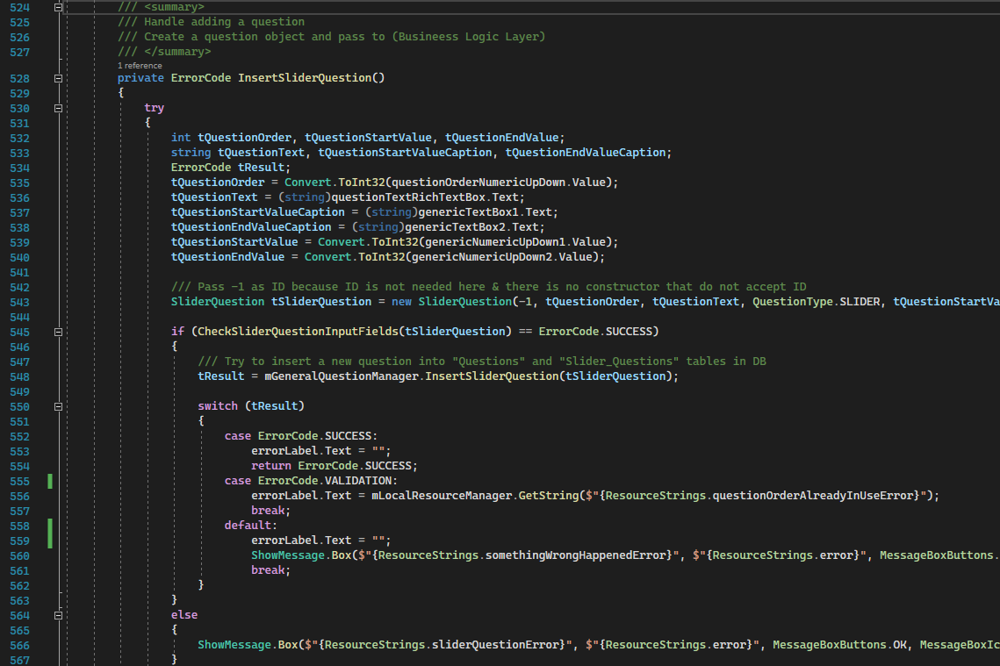 524 /// <summary>
525 /// Handle adding a question
526 /// Create a question object and pass to (Busineess Logic Layer)
527 /// </summary>
1 reference
528 private ErrorCode InsertSliderQuestion()
529 {
530 try
531 {
532 int tQuestionOrder, tQuestionStartValue, tQuestionEndValue;
533 string tQuestionText, tQuestionStartValueCaption, tQuestionEndValueCaption;
534 ErrorCode tResult;
535 tQuestionOrder = Convert.ToInt32(questionOrderNumericUpDown.Value);
536 tQuestionText = (string)questionTextRichTextBox.Text;
537 tQuestionStartValueCaption = (string)genericTextBox1.Text;
538 tQuestionEndValueCaption = (string)genericTextBox2.Text;
539 tQuestionStartValue = Convert.ToInt32(genericNumericUpDown1.Value);
540 tQuestionEndValue = Convert.ToInt32(genericNumericUpDown2.Value);
541
542 /// Pass -1 as ID because ID is not needed here & there is no constructor that do not accept ID
543 SliderQuestion tSliderQuestion = new SliderQuestion(-1, tQuestionOrder, tQuestionText, QuestionType.SLIDER, tQuestionStartVa
544
545 if (CheckSliderQuestionInputFields(tSliderQuestion) == ErrorCode.SUCCESS)
546 {
547 /// Try to insert a new question into "Questions" and "Slider_Questions" tables in DB
548 tResult = mGeneralQuestionManager.InsertSliderQuestion(tSliderQuestion);
549
550 switch (tResult)
551 {
552 case ErrorCode.SUCCESS:
553 errorLabel.Text = "";
554 return ErrorCode.SUCCESS;
555 case ErrorCode.VALIDATION:
556 errorLabel.Text = mLocalResourceManager.GetString($"{ResourceStrings.questionOrderAlreadyInUseError}");
557 break;
558 default:
559 errorLabel.Text = "";
560 ShowMessage.Box($"{ResourceStrings.somethingWrongHappenedError}", $"{ResourceStrings.error}", MessageBoxButtons.
561 break;
562 }
563 }
564 else
565 {
566 ShowMessage.Box($"{ResourceStrings.sliderQuestionError}", $"{ResourceStrings.error}", MessageBoxButtons.OK, MessageBoxIc
567 }